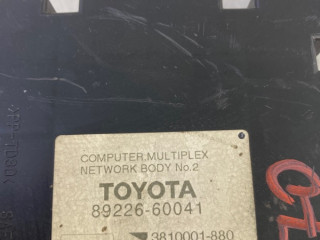 COMPUTER.MULTIPLEX
NETWORK BODY No.2
TOYOTA
89226-60041
3810001-880